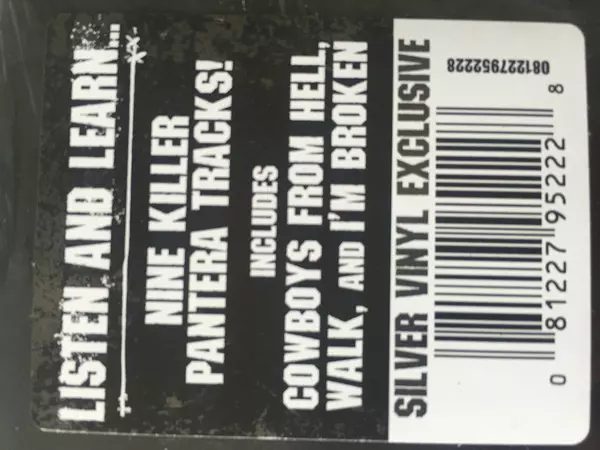 LISTEN AND LEARN...
NINE KILLER
PANTERA TRACKS!
INCLUDES
COWBOYS FROM HELL,
WALK, AND I'M BROKEN
SILVER VINYL EXCLUSIVE
081227952228
0 81227 95222 8